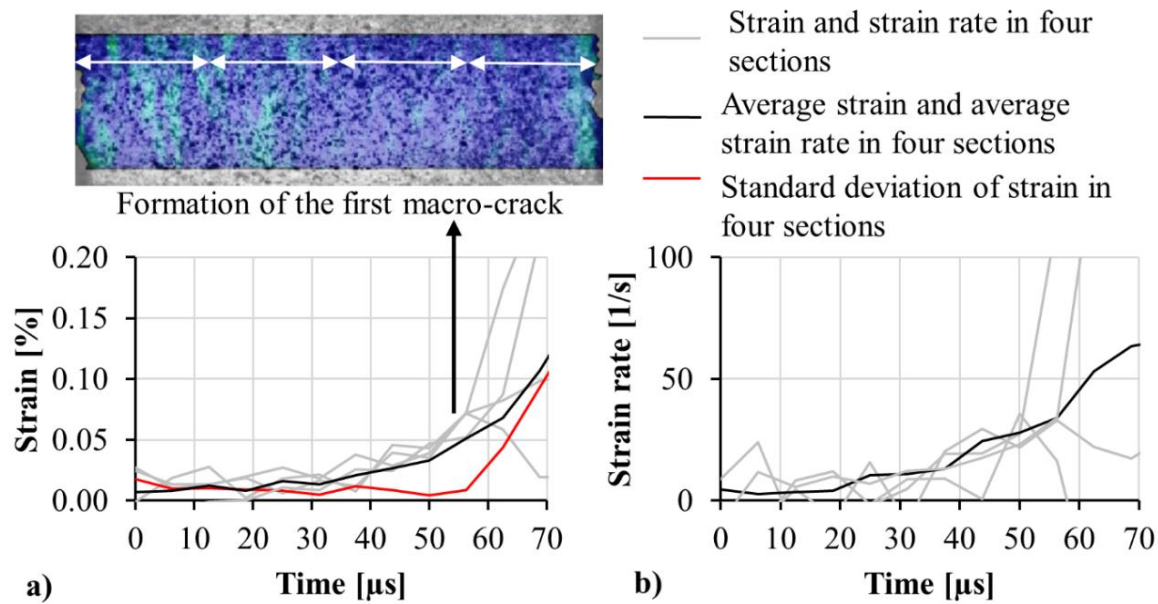 Strain and strain rate in four
sections
Average strain and average
strain rate in four sections
Standard deviation of strain in
four sections
Formation of the first macro-crack
0.20
0.15
0.10
0.05
0.00
Strain [%]
0 10 20 30 40 50 60 70
Time [µs]
a)
100
50
0
Strain rate [1/s]
0 10 20 30 40 50 60 70
Time [µs]
b)